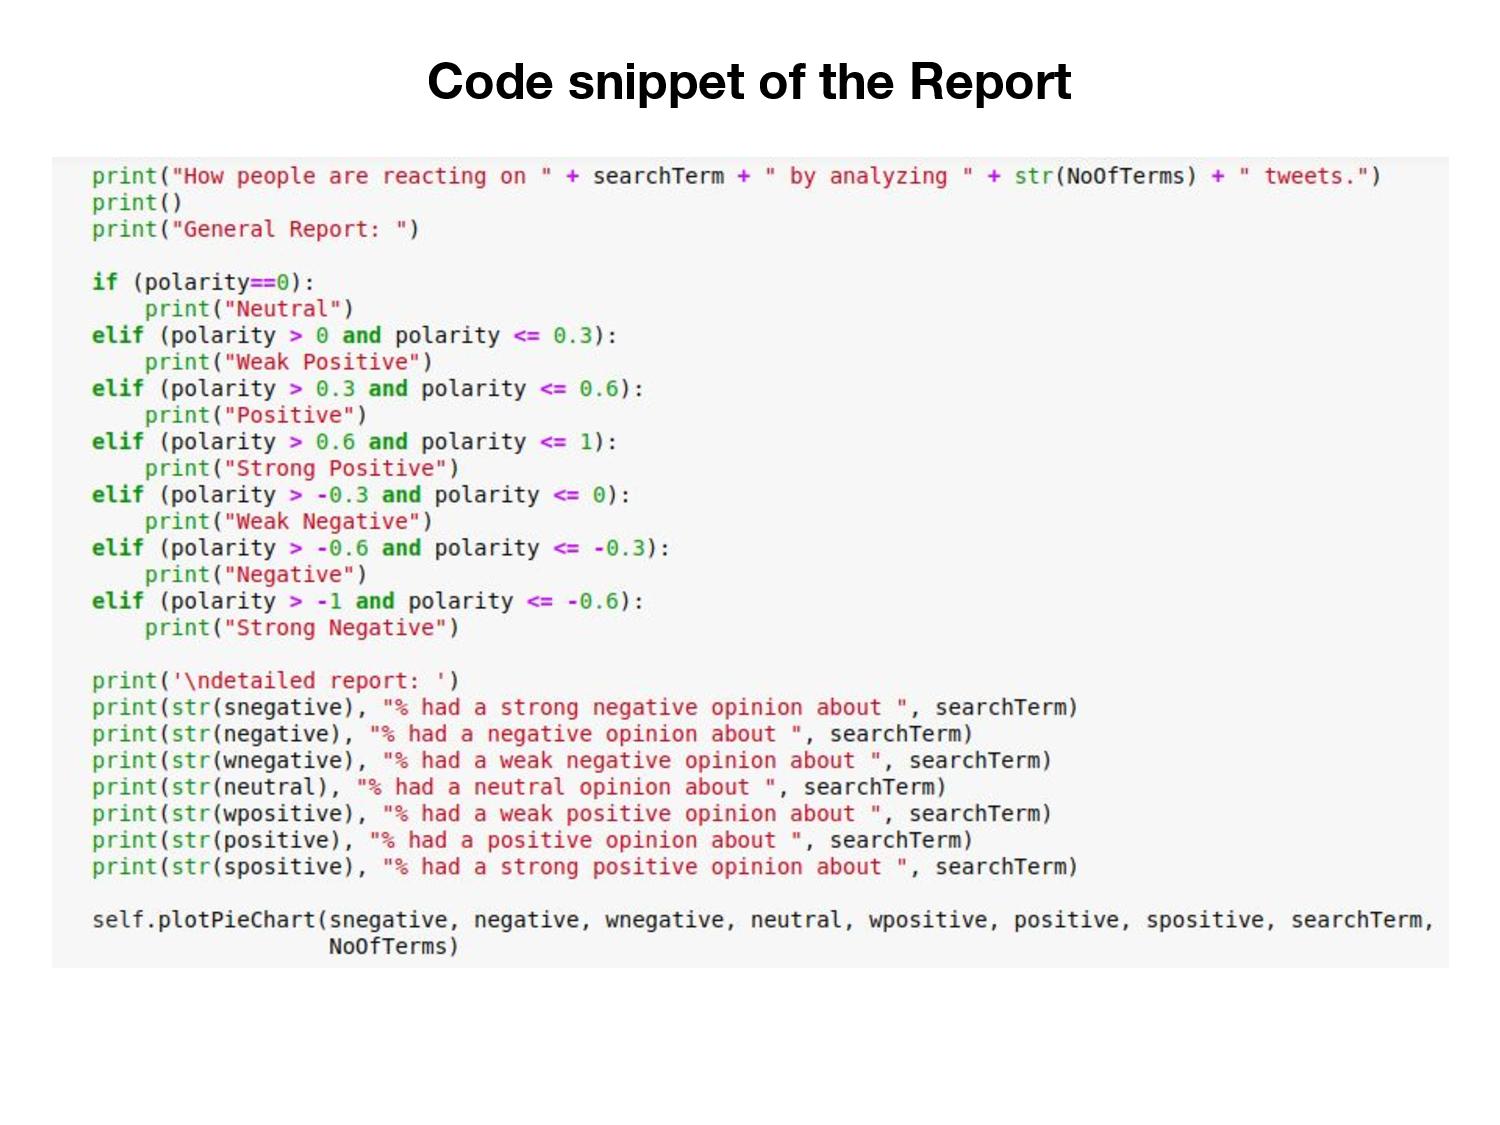 Code snippet of the Report
print("How people are reacting on " + searchTerm + " by analyzing " + str(NoOfTerms) + " tweets.")
print()
print("General Report: ")
if (polarity==0):
    print("Neutral")
elif (polarity > 0 and polarity <= 0.3):
    print("Weak Positive")
elif (polarity > 0.3 and polarity <= 0.6):
    print("Positive")
elif (polarity > 0.6 and polarity <= 1):
    print("Strong Positive")
elif (polarity > -0.3 and polarity <= 0):
    print("Weak Negative")
elif (polarity > -0.6 and polarity <= -0.3):
    print("Negative")
elif (polarity > -1 and polarity <= -0.6):
    print("Strong Negative")
print('\ndetailed report: ')
print(str(snegative), "% had a strong negative opinion about ", searchTerm)
print(str(negative), "% had a negative opinion about ", searchTerm)
print(str(wnegative), "% had a weak negative opinion about ", searchTerm)
print(str(neutral), "% had a neutral opinion about ", searchTerm)
print(str(wpositive), "% had a weak positive opinion about ", searchTerm)
print(str(positive), "% had a positive opinion about ", searchTerm)
print(str(spositive), "% had a strong positive opinion about ", searchTerm)
self.plotPieChart(snegative, negative, wnegative, neutral, wpositive, positive, spositive, searchTerm,
                  NoOfTerms)